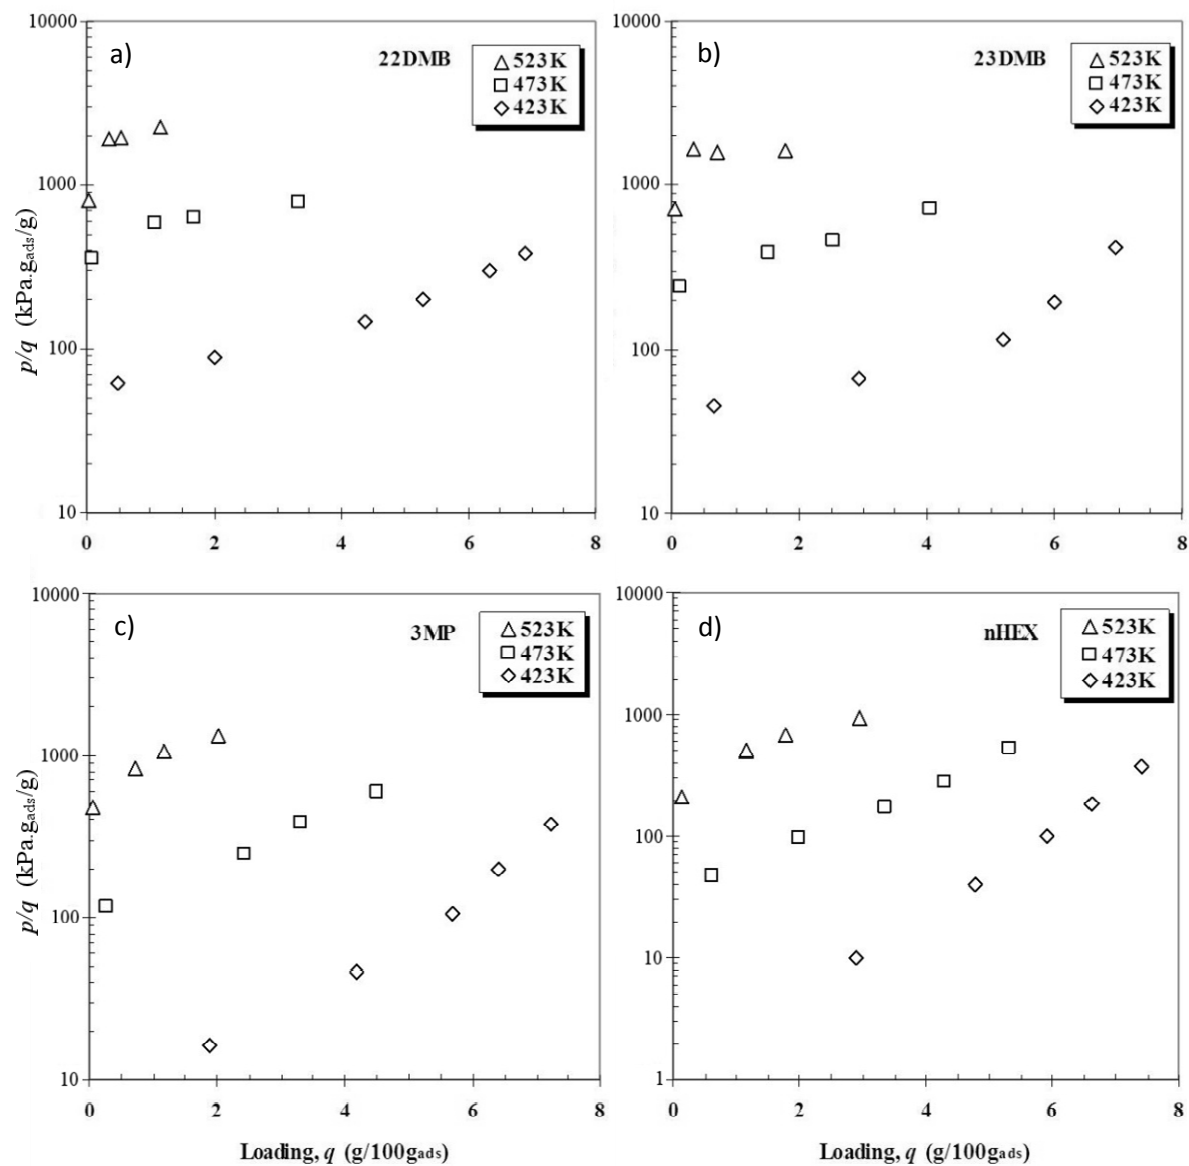 a)
22DMB
△ 523K
□ 473K
◇ 423K
10000
1000
100
10
p/q (kPa.gads/g)
0 2 4 6 8
b)
23DMB
△ 523K
□ 473K
◇ 423K
10000
1000
100
10
0 2 4 6 8
c)
3MP
△ 523K
□ 473K
◇ 423K
10000
1000
100
10
p/q (kPa.gads/g)
0 2 4 6 8
Loading, q (g/100gads)
d)
nHEX
△ 523K
□ 473K
◇ 423K
10000
1000
100
10
1
0 2 4 6 8
Loading, q (g/100gads)